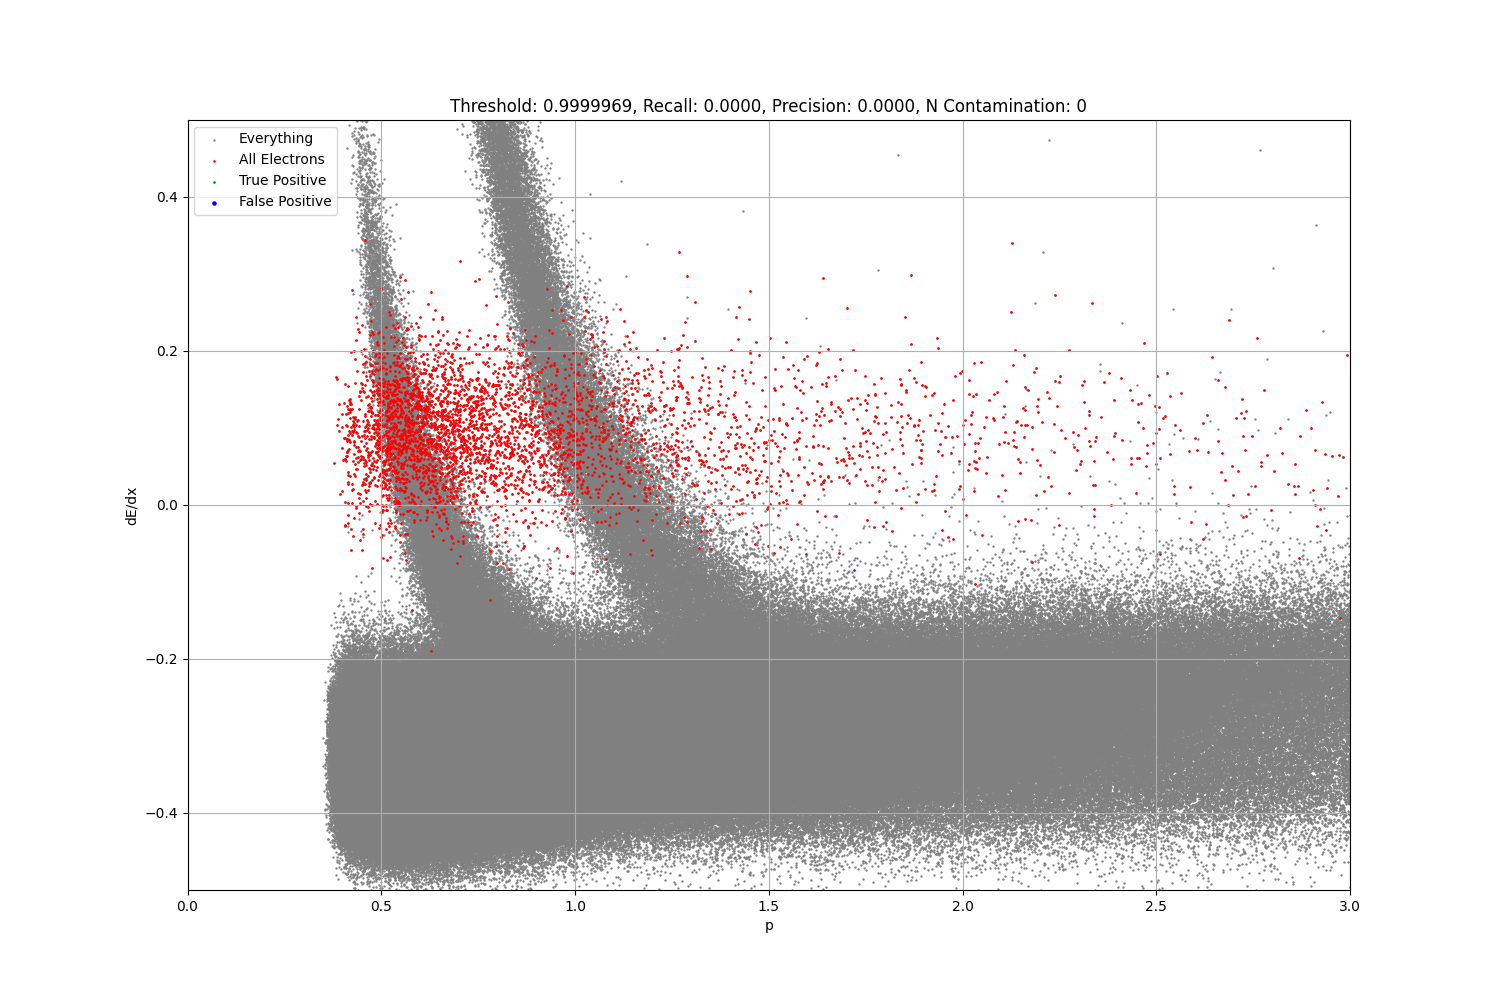 Threshold: 0.9999969, Recall: 0.0000, Precision: 0.0000, N Contamination: 0
Everything
All Electrons
True Positive
False Positive
dE/dx
0.4
0.2
0.0
−0.2
−0.4
0.0 0.5 1.0 1.5 2.0 2.5 3.0
p